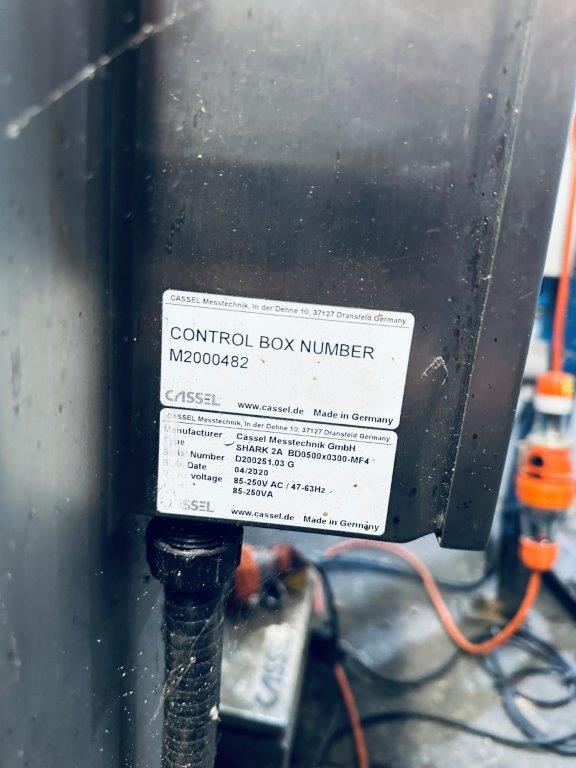 CASSEL Messtechnik, In der Dehne 10, 37127 Dransfeld Germany
CONTROL BOX NUMBER
M2000482
CASSEL www.cassel.de Made in Germany
CASSEL Messtechnik, In der Dehne 10, 37127 Dransfeld Germany
Manufacturer Cassel Messtechnik GmbH
Type SHARK 2A BD0500x0300-MF4
Serial Number D200251.03 G
Date 04/2020
voltage 85-250V AC / 47-63Hz
85-250VA
CASSEL www.cassel.de Made in Germany
CASSEL